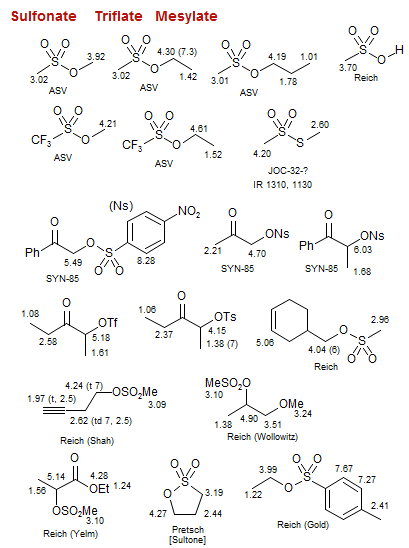 Sulfonate Triflate Mesylate
O O S O 3.92 3.02 ASV
O O S O 4.30 (7.3) 3.02 1.42 ASV
O O S O 4.19 1.01 3.01 1.78 ASV
O O S O H 3.70 Reich
O O S O CF3 4.21 ASV
O O S O CF3 4.61 1.52 ASV
O O S S 2.60 4.20
JOC-32-?
IR 1310, 1130
(Ns) O Ph O S O O NO2 5.49 8.28 SYN-85
O ONs 2.21 4.70 SYN-85
O Ph ONs 6.03 1.68 SYN-85
1.08 O OTf 2.58 5.18 1.61
1.06 O OTs 2.37 4.15 1.38 (7)
O O S O 2.96 5.06 4.04 (6) Reich
4.24 (t 7) OSO2Me 3.09
1.97 (t, 2.5)
2.62 (td 7, 2.5)
Reich (Shah)
MeSO2O 3.10 OMe 3.24 1.38 4.90 3.51
Reich (Wollowitz)
O 5.14 4.28 OEt 1.24 1.56 OSO2Me 3.10
Reich (Yelm)
O O S O 3.19 4.27 2.44
Pretsch
[Sultone]
O O S O 3.99 1.22 7.67 7.27 2.41
Reich (Gold)